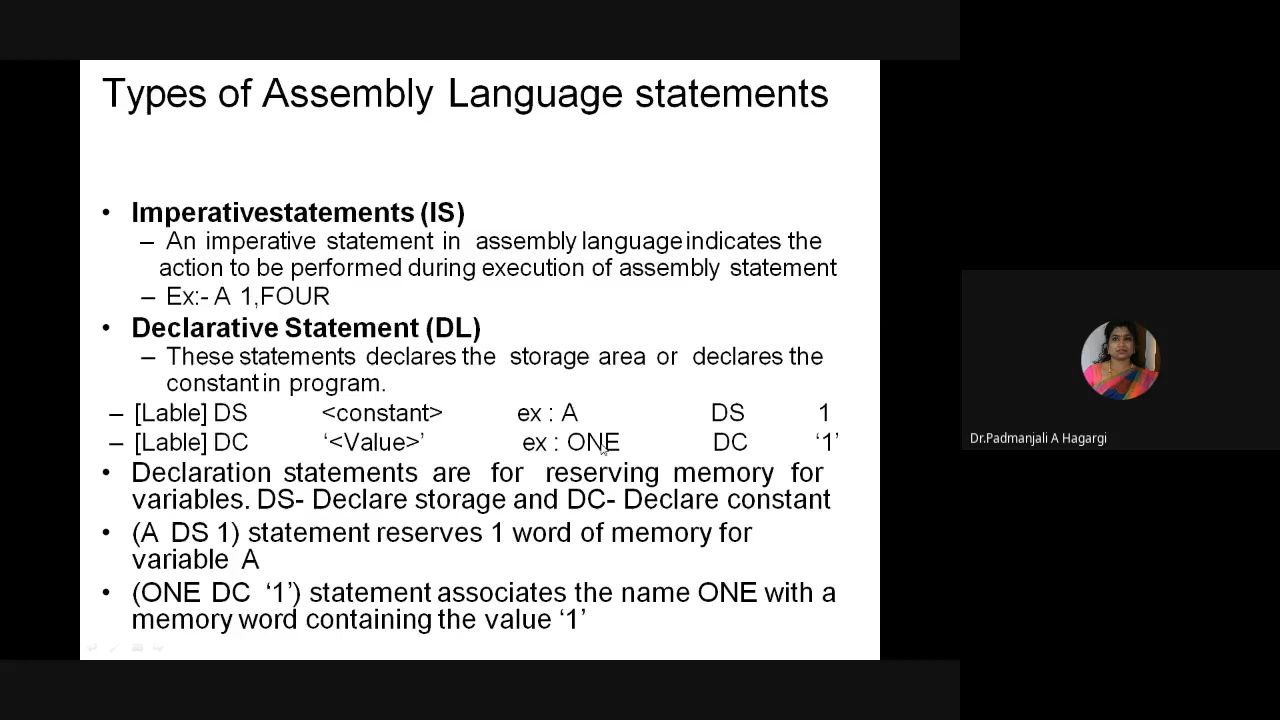 Types of Assembly Language statements
• Imperativestatements (IS)
– An imperative statement in assembly language indicates the
action to be performed during execution of assembly statement
– Ex:- A 1,FOUR
• Declarative Statement (DL)
– These statements declares the storage area or declares the
constant in program.
– [Lable] DS <constant> ex : A DS 1
– [Lable] DC ‘<Value>’ ex : ONE DC ‘1’
• Declaration statements are for reserving memory for
variables. DS- Declare storage and DC- Declare constant
• (A DS 1) statement reserves 1 word of memory for
variable A
• (ONE DC ‘1’) statement associates the name ONE with a
memory word containing the value ‘1’
Dr.Padmanjali A Hagargi